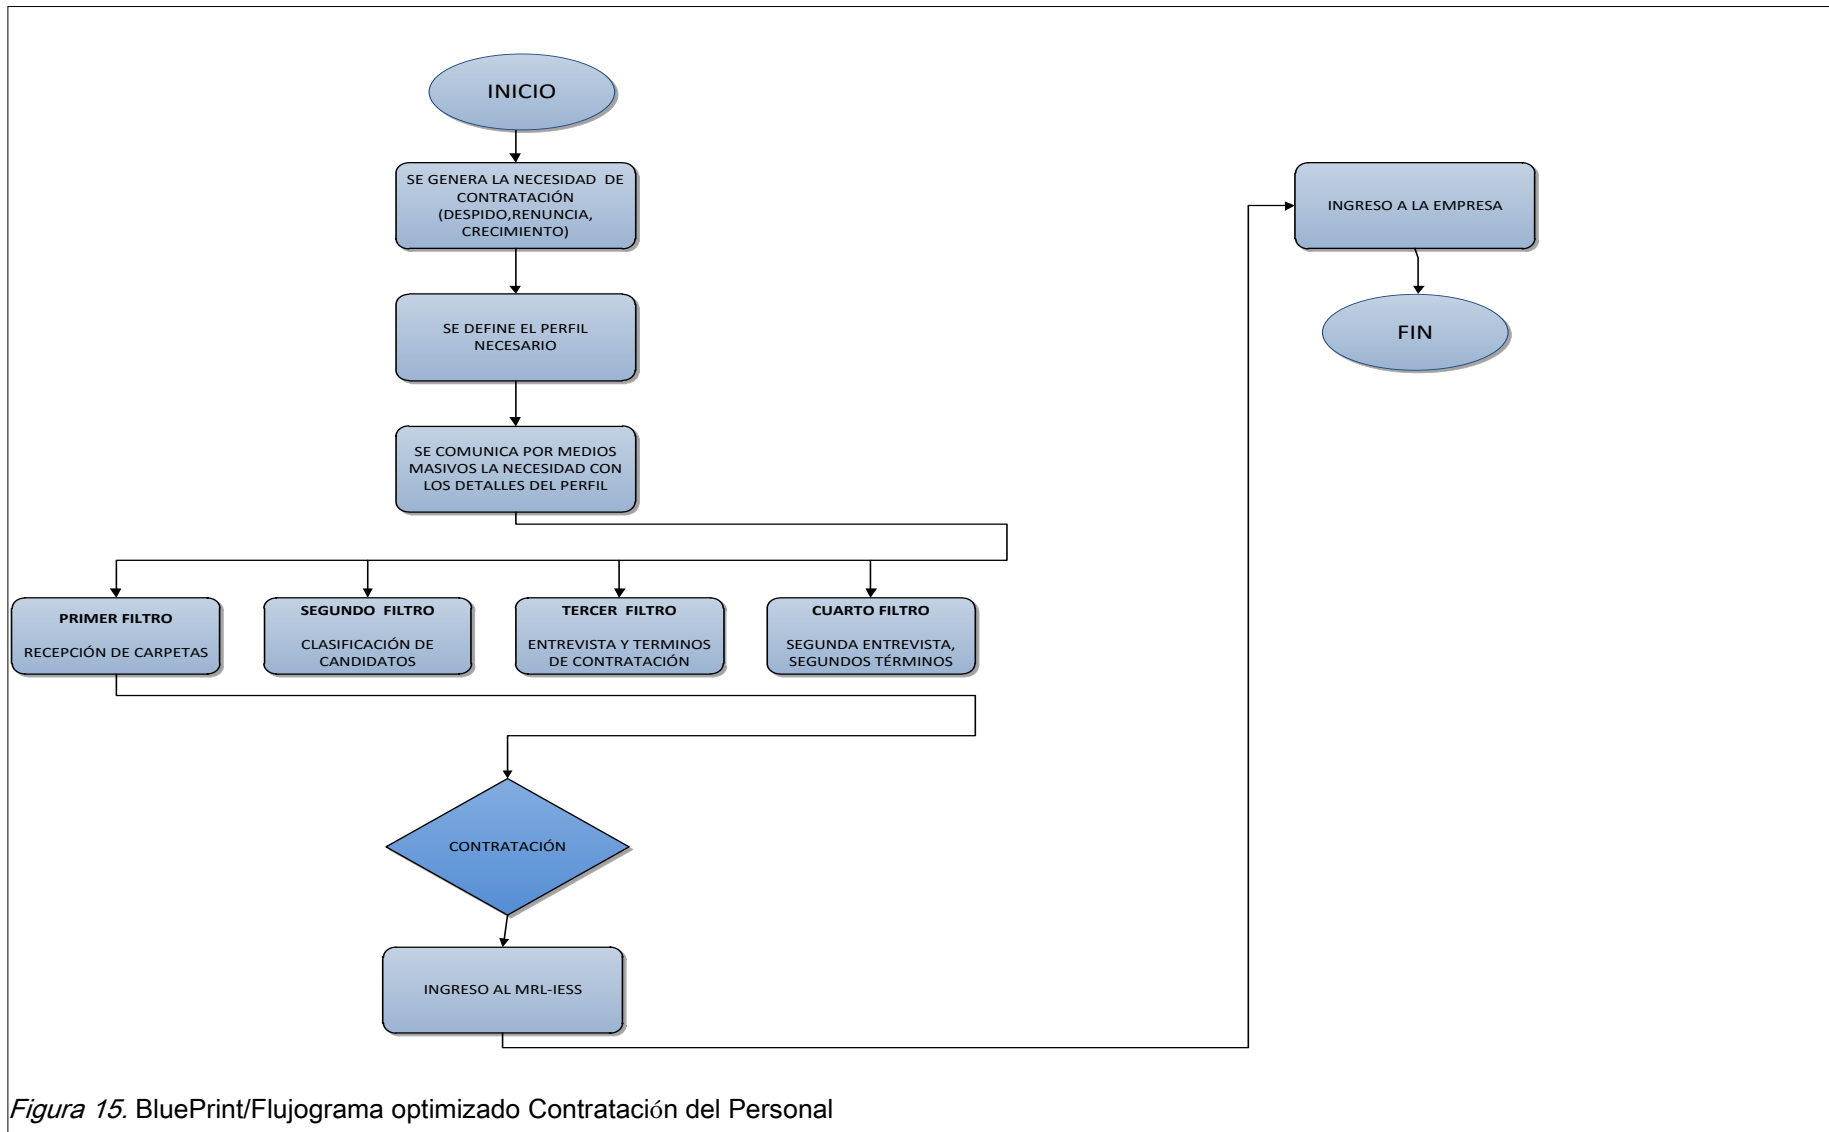 INICIO
SE GENERA LA NECESIDAD DE
CONTRATACIÓN
(DESPIDO,RENUNCIA,
CRECIMIENTO)
SE DEFINE EL PERFIL
NECESARIO
SE COMUNICA POR MEDIOS
MASIVOS LA NECESIDAD CON
LOS DETALLES DEL PERFIL
PRIMER FILTRO
RECEPCIÓN DE CARPETAS
SEGUNDO FILTRO
CLASIFICACIÓN DE
CANDIDATOS
TERCER FILTRO
ENTREVISTA Y TERMINOS
DE CONTRATACIÓN
CUARTO FILTRO
SEGUNDA ENTREVISTA,
SEGUNDOS TÉRMINOS
CONTRATACIÓN
INGRESO AL MRL-IESS
INGRESO A LA EMPRESA
FIN
Figura 15. BluePrint/Flujograma optimizado Contratación del Personal